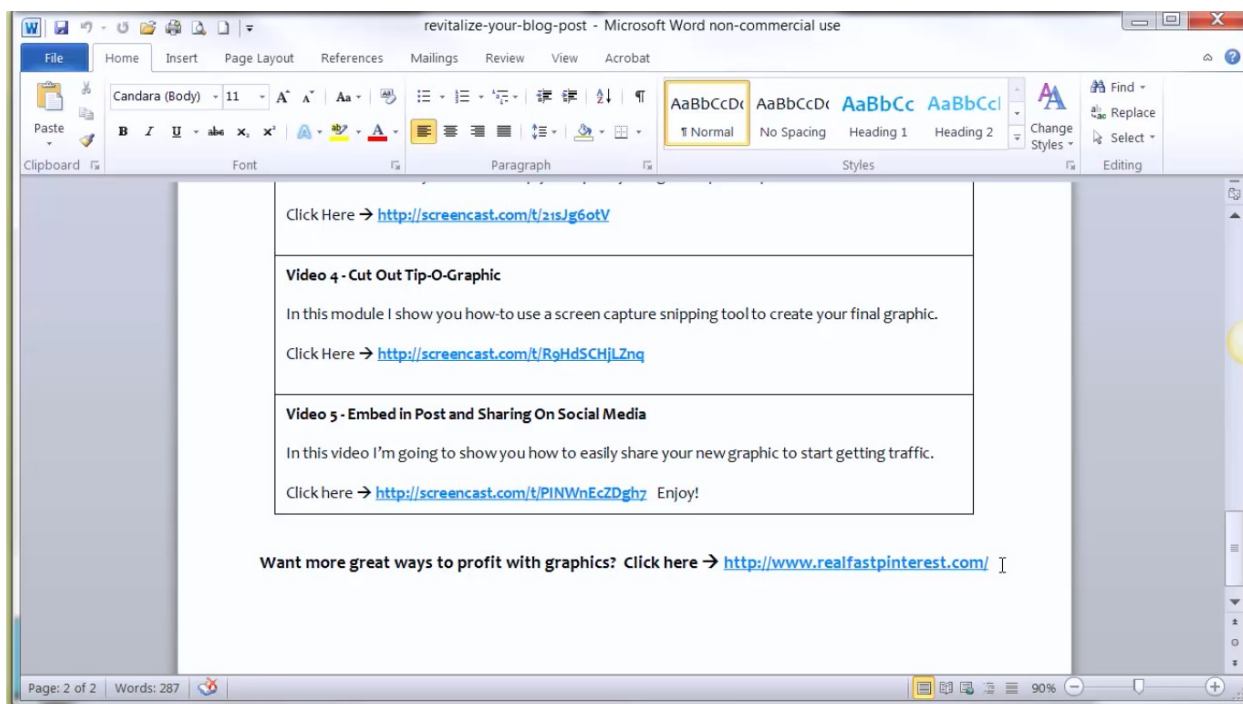 revitalize-your-blog-post - Microsoft Word non-commercial use
File Home Insert Page Layout References Mailings Review View Acrobat
Candara (Body) 11 Aa AaBbCcDc AaBbCcDc AaBbCc AaBbCcl Find
Replace
Paste B I U abc x₂ x² A A ¶ Normal No Spacing Heading 1 Heading 2 Change Styles Select
Clipboard Font Paragraph Styles Editing
Click Here → http://screencast.com/t/21sJg6otV
Video 4 - Cut Out Tip-O-Graphic
In this module I show you how-to use a screen capture snipping tool to create your final graphic.
Click Here → http://screencast.com/t/R9HdSCHjLZnq
Video 5 - Embed in Post and Sharing On Social Media
In this video I'm going to show you how to easily share your new graphic to start getting traffic.
Click here → http://screencast.com/t/PINWnEcZDgh7 Enjoy!
Want more great ways to profit with graphics? Click here → http://www.realfastpinterest.com/
Page: 2 of 2 Words: 287 90%